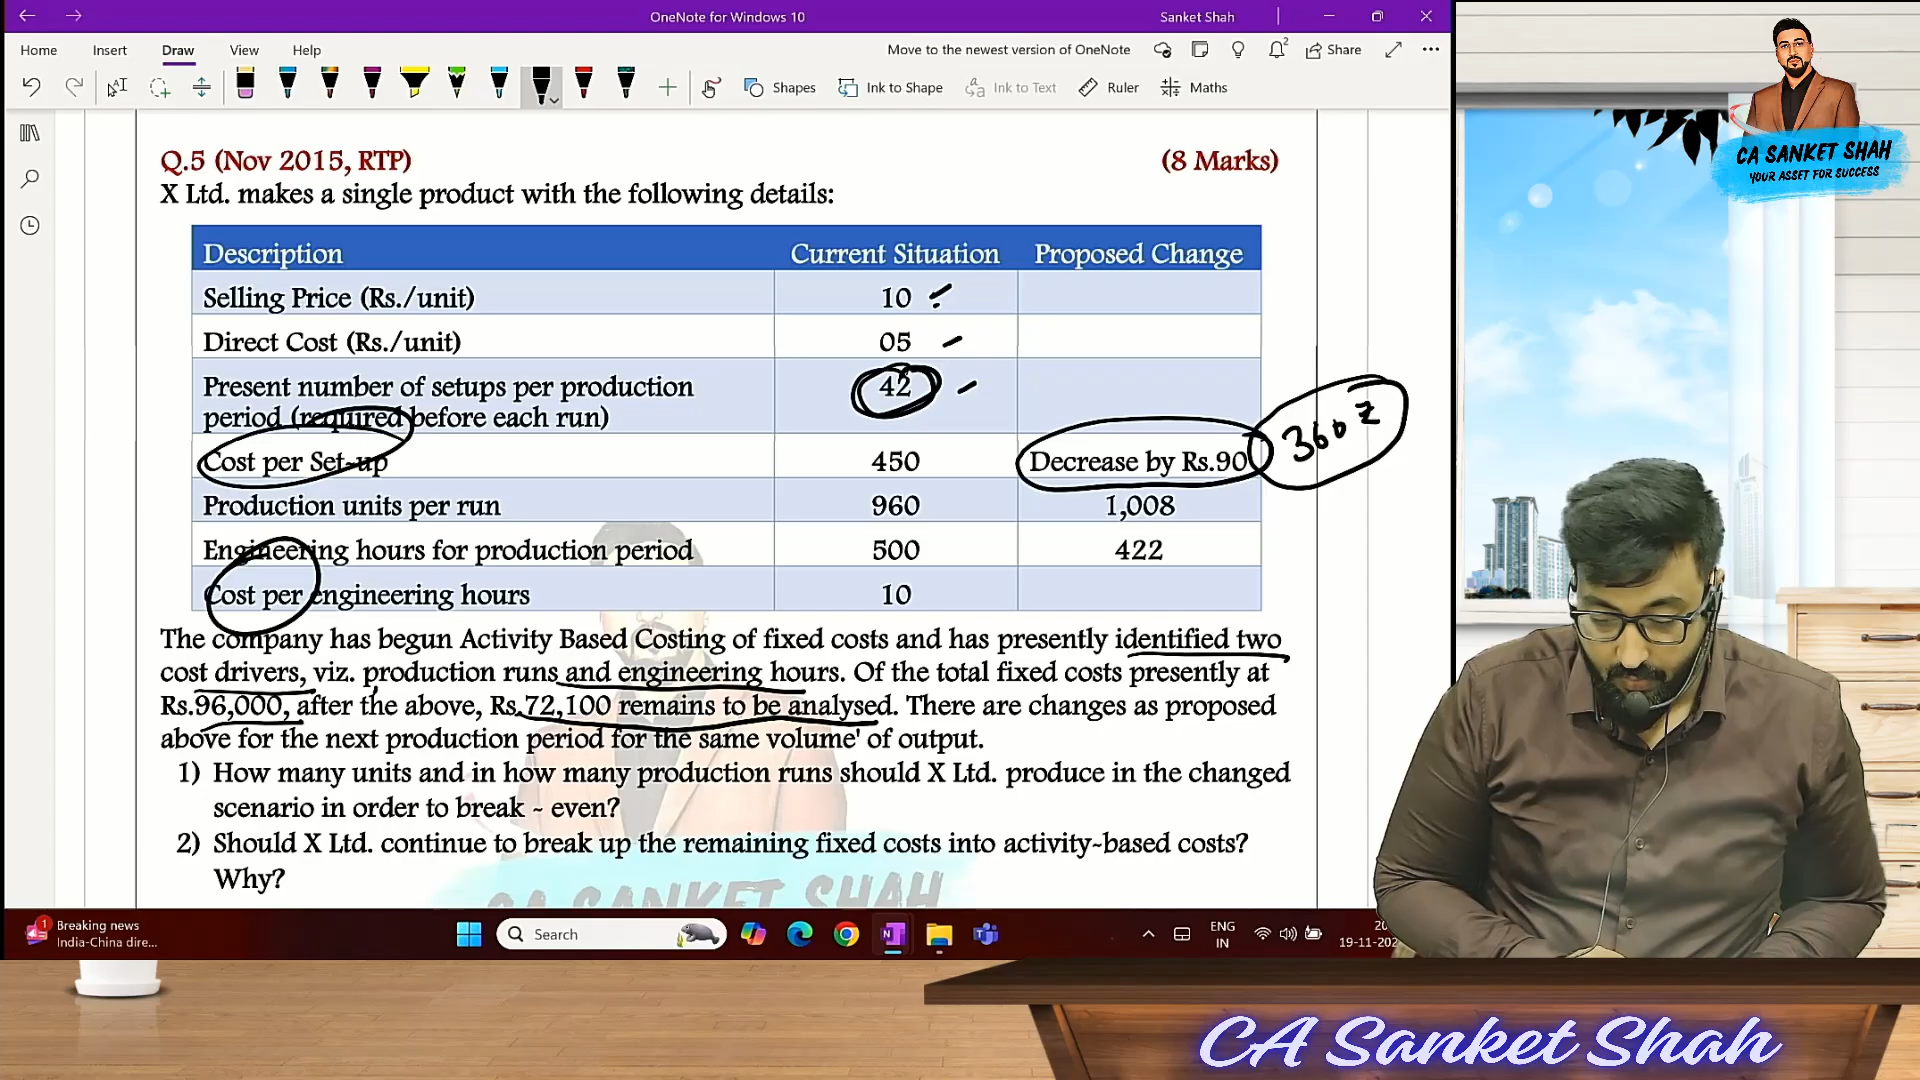 OneNote for Windows 10
Sanket Shah
Home Insert Draw View Help
Move to the newest version of OneNote
2
Share
Shapes
Ink to Shape
Ink to Text
Ruler
Maths
CA SANKET SHAH
YOUR ASSET FOR SUCCESS
Q.5 (Nov 2015, RTP) (8 Marks)
X Ltd. makes a single product with the following details:
Description Current Situation Proposed Change
Selling Price (Rs./unit) 10
Direct Cost (Rs./unit) 05
Present number of setups per production period (required before each run) 42
Cost per Set-up 450 Decrease by Rs.90
360
Production units per run 960 1,008
Engineering hours for production period 500 422
Cost per engineering hours 10
The company has begun Activity Based Costing of fixed costs and has presently identified two
cost drivers, viz. production runs and engineering hours. Of the total fixed costs presently at
Rs.96,000, after the above, Rs.72,100 remains to be analysed. There are changes as proposed
above for the next production period for the same volume' of output.
1) How many units and in how many production runs should X Ltd. produce in the changed
scenario in order to break ~ even?
2) Should X Ltd. continue to break up the remaining fixed costs into activity-based costs?
Why?
CA SANKET SHAH
1
Breaking news
India-China dire...
Search
ENG
IN
20
19-11-202
CA Sanket Shah